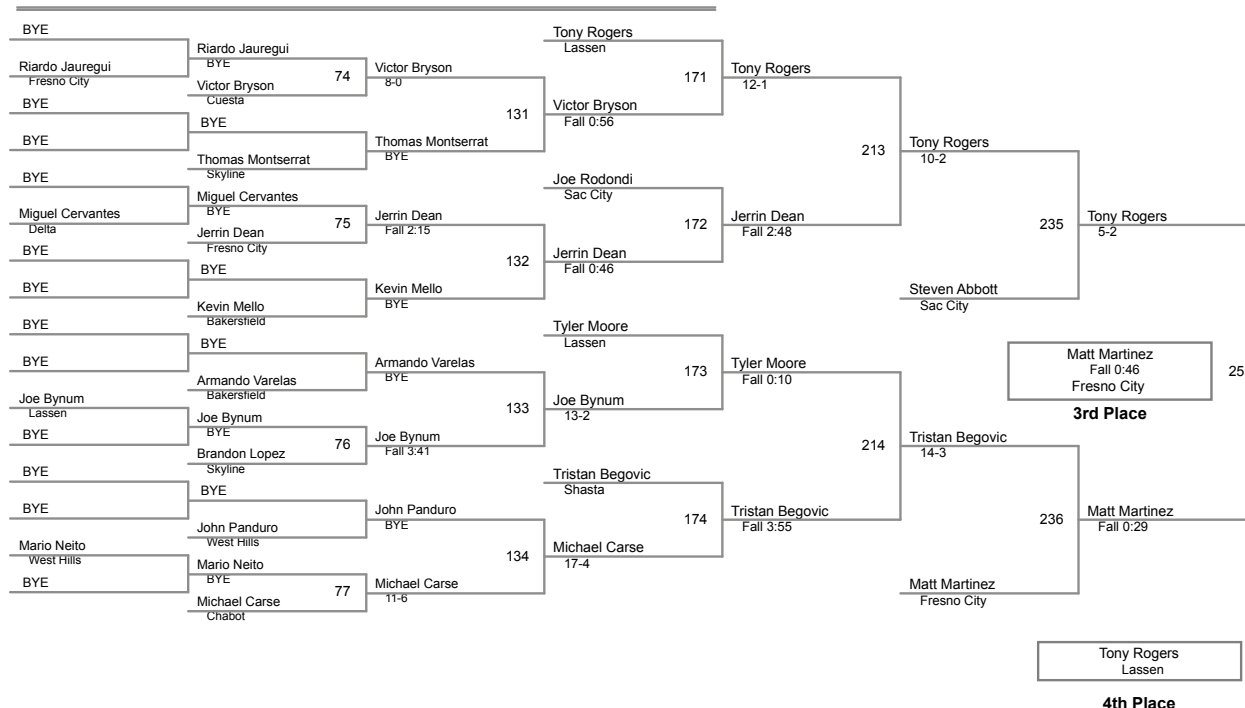 BYE
Riardo Jauregui
Fresno City
BYE
BYE
BYE
Miguel Cervantes
Delta
BYE
BYE
BYE
BYE
Joe Bynum
Lassen
BYE
BYE
BYE
Mario Neito
West Hills
BYE
Riardo Jauregui
BYE
74
Victor Bryson
Cuesta
BYE
Thomas Montserrat
Skyline
Miguel Cervantes
BYE
75
Jerrin Dean
Fresno City
BYE
Kevin Mello
Bakersfield
BYE
Armando Varelas
Bakersfield
Joe Bynum
BYE
76
Brandon Lopez
Skyline
BYE
John Panduro
West Hills
Mario Neito
BYE
77
Michael Carse
Chabot
Victor Bryson
8-0
131
Thomas Montserrat
BYE
Jerrin Dean
Fall 2:15
132
Kevin Mello
BYE
Armando Varelas
BYE
133
Joe Bynum
Fall 3:41
John Panduro
BYE
134
Michael Carse
11-6
Tony Rogers
Lassen
171
Victor Bryson
Fall 0:56
Joe Rodondi
Sac City
172
Jerrin Dean
Fall 0:46
Tyler Moore
Lassen
173
Joe Bynum
13-2
Tristan Begovic
Shasta
174
Michael Carse
17-4
Tony Rogers
12-1
213
Jerrin Dean
Fall 2:48
Tyler Moore
Fall 0:10
214
Tristan Begovic
Fall 3:55
Tony Rogers
10-2
235
Steven Abbott
Sac City
Tristan Begovic
14-3
236
Matt Martinez
Fresno City
Tony Rogers
5-2
Matt Martinez
Fall 0:29
Matt Martinez
Fall 0:46
Fresno City
25
3rd Place
Tony Rogers
Lassen
4th Place